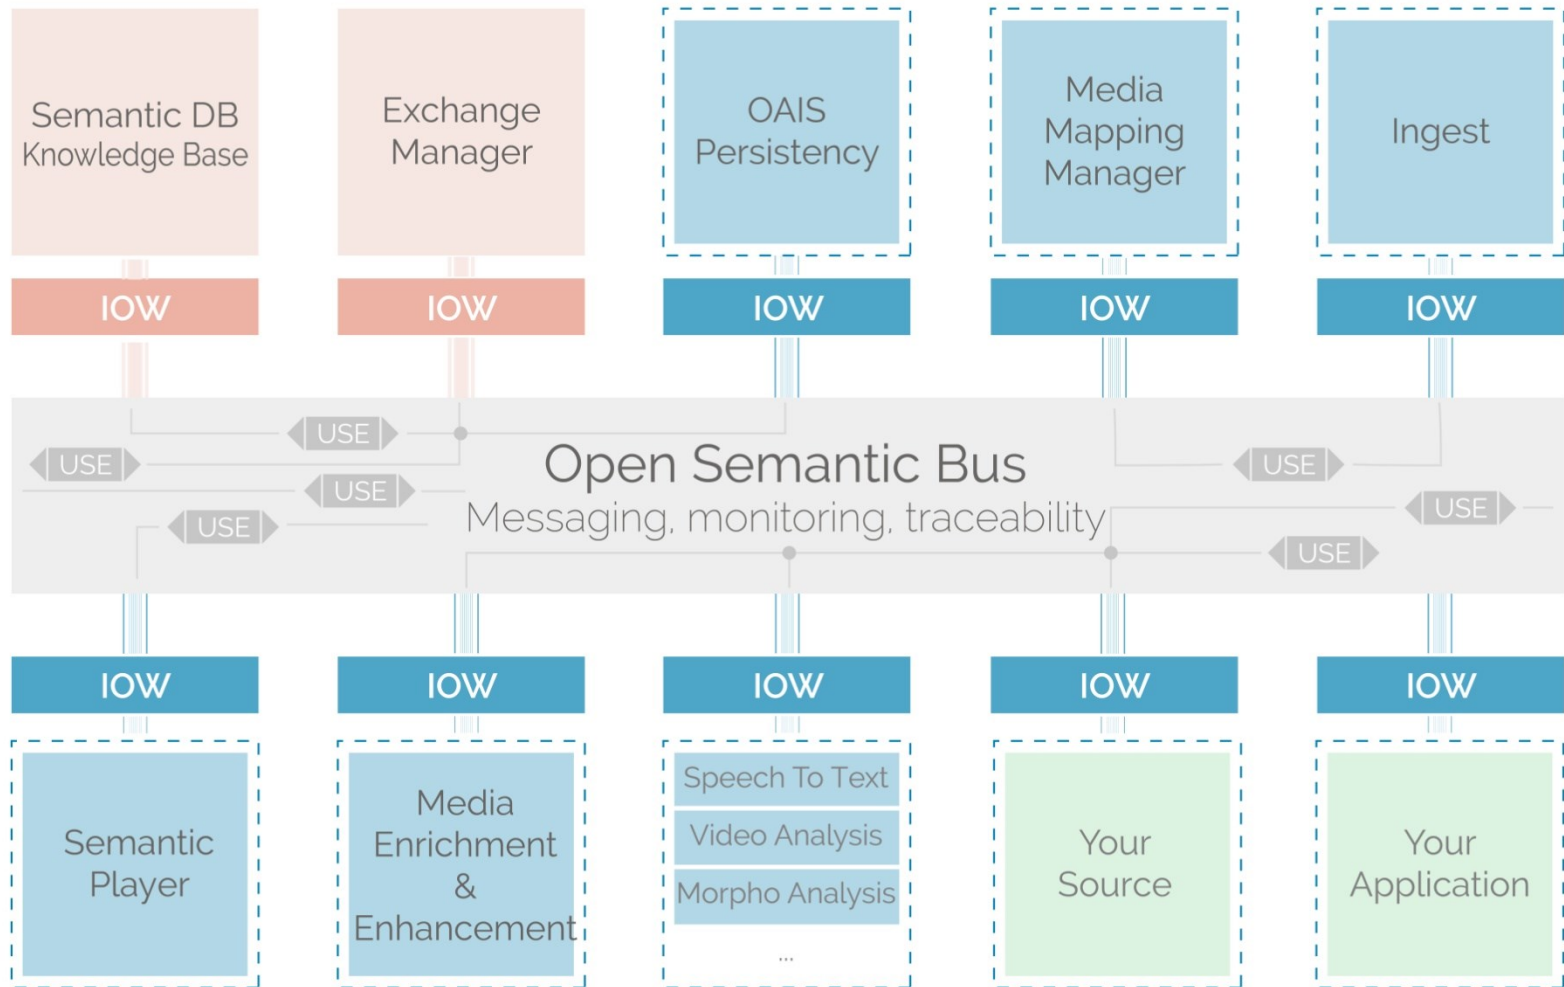 Semantic DB
Knowledge Base
Exchange
Manager
OAIS
Persistency
Media
Mapping
Manager
Ingest
IOW
IOW
IOW
IOW
IOW
USE
USE
USE
USE
Open Semantic Bus
Messaging, monitoring, traceability
USE
USE
USE
IOW
IOW
IOW
IOW
IOW
Semantic
Player
Media
Enrichment
&
Enhancement
Speech To Text
Video Analysis
Morpho Analysis
...
Your
Source
Your
Application